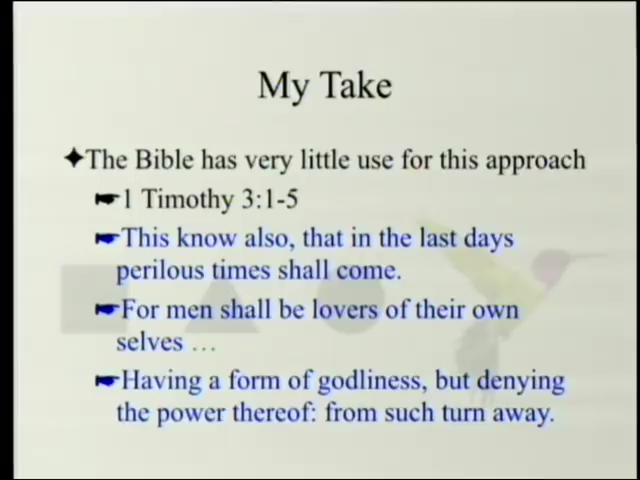 My Take
The Bible has very little use for this approach
1 Timothy 3:1-5
This know also, that in the last days
perilous times shall come.
For men shall be lovers of their own
selves …
Having a form of godliness, but denying
the power thereof: from such turn away.